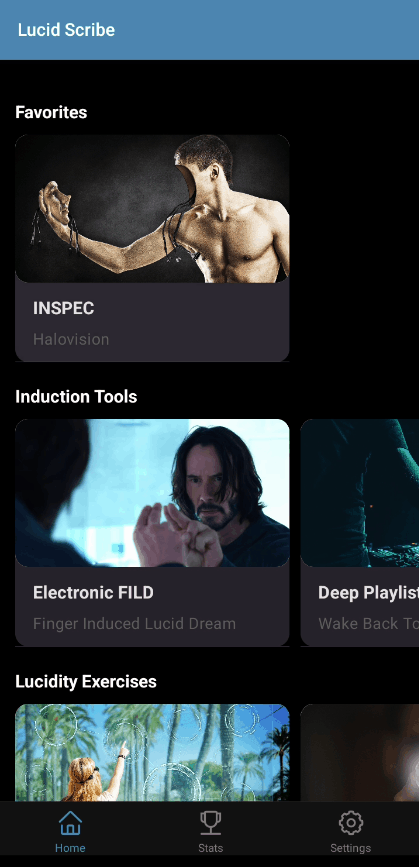 Lucid Scribe
Favorites
INSPEC
Halovision
Induction Tools
Electronic FILD
Finger Induced Lucid Dream
Deep Playlist
Wake Back To
Lucidity Exercises
Home
Stats
Settings